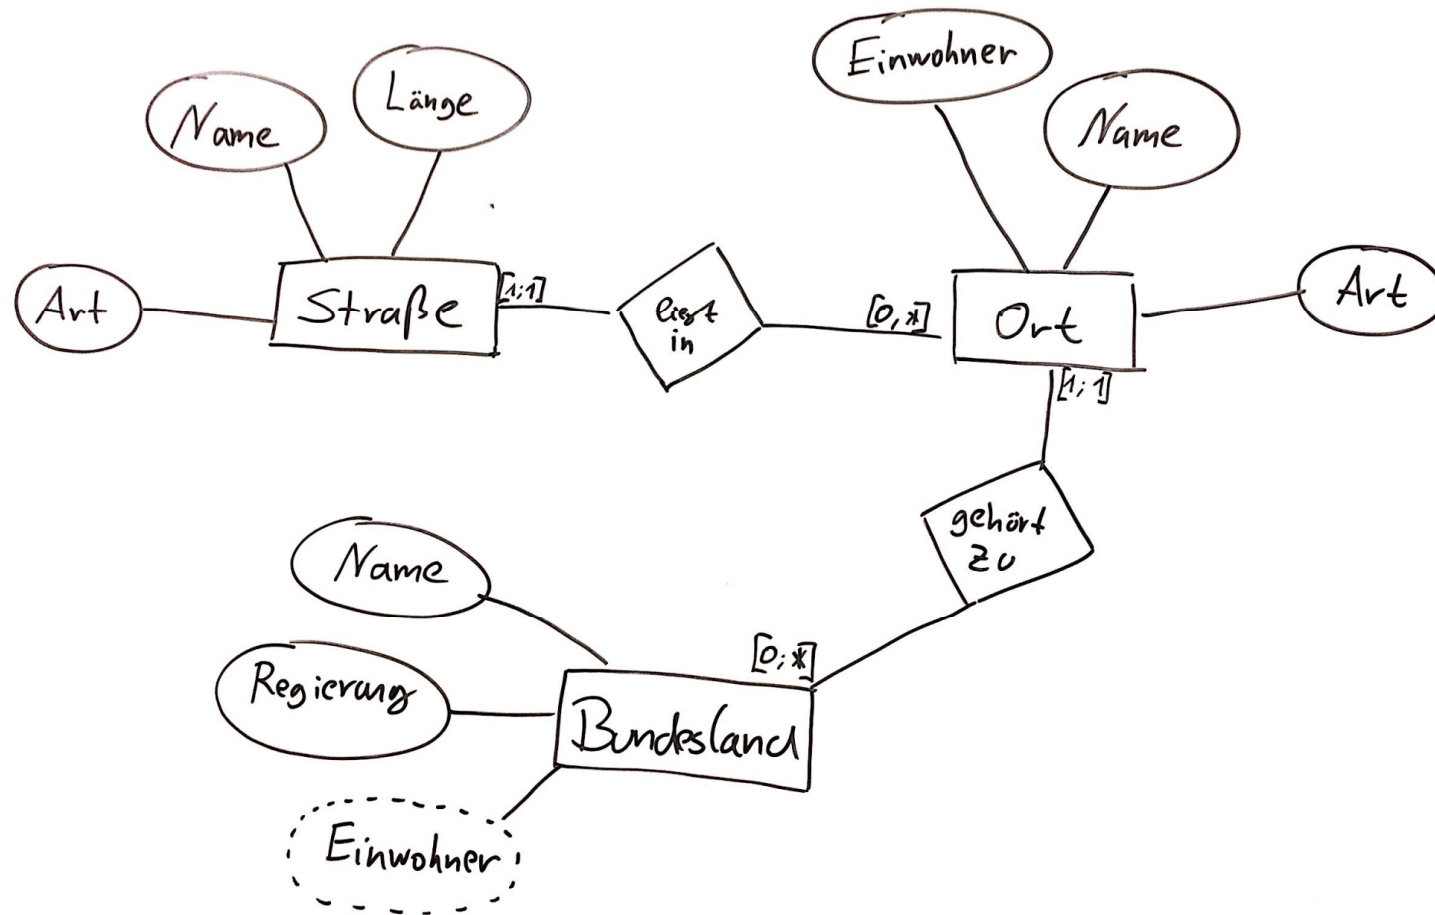 Einwohner
Länge
Name
Name
Art
Straße
[1;1]
liegt
in
[0,*]
Ort
Art
[1;1]
gehört
zu
Name
[0;*]
Regierung
Bundesland
Einwohner